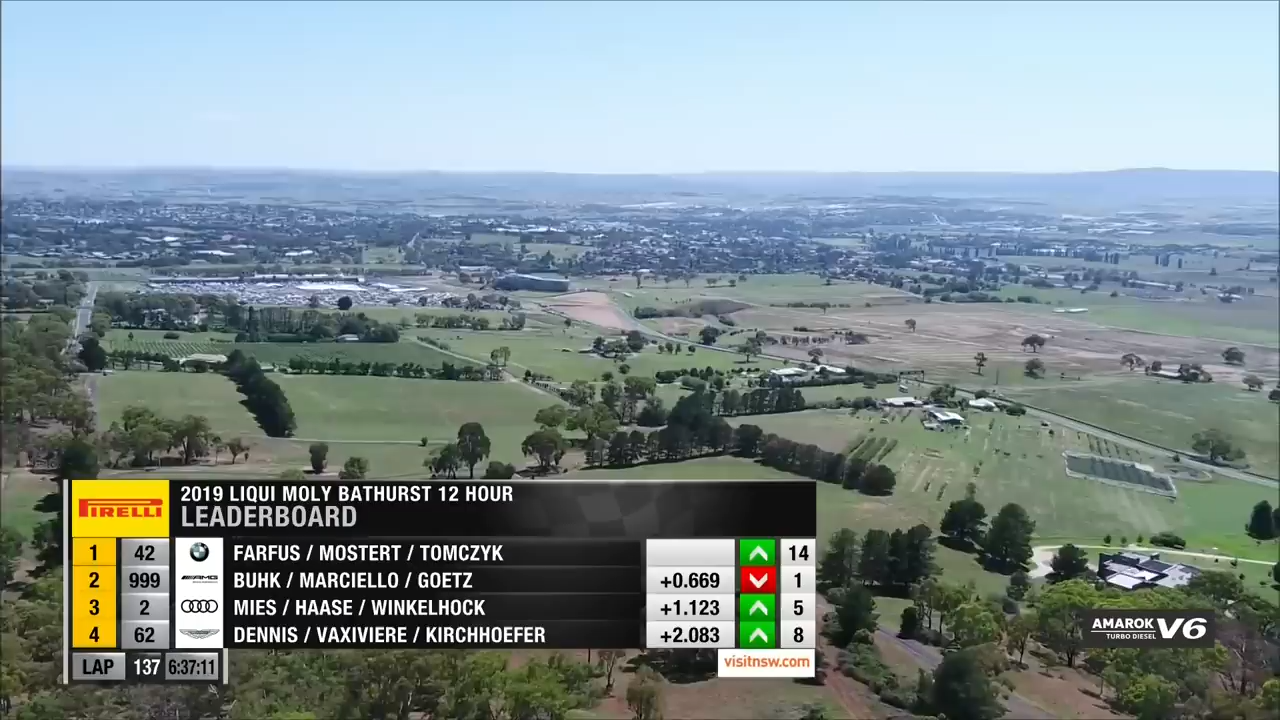 PIRELLI
2019 LIQUI MOLY BATHURST 12 HOUR
LEADERBOARD
1 42 FARFUS / MOSTERT / TOMCZYK 14
2 999 AMG BUHK / MARCIELLO / GOETZ +0.669 1
3 2 MIES / HAASE / WINKELHOCK +1.123 5
4 62 DENNIS / VAXIVIERE / KIRCHHOEFER +2.083 8
LAP 137 6:37:11
visitnsw.com
AMAROK V6
TURBO DIESEL